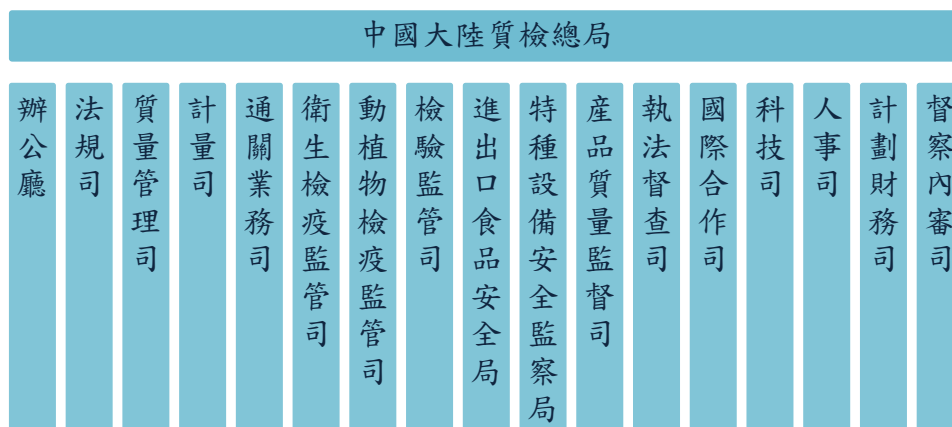 中國大陸質檢總局
辦公廳
法規司
質量管理司
計量司
通關業務司
衛生檢疫監管司
動植物檢疫監管司
檢驗監管司
進出口食品安全局
特種設備安全監察局
產品質量監督司
執法督查司
國際合作司
科技司
人事司
計劃財務司
督察內審司